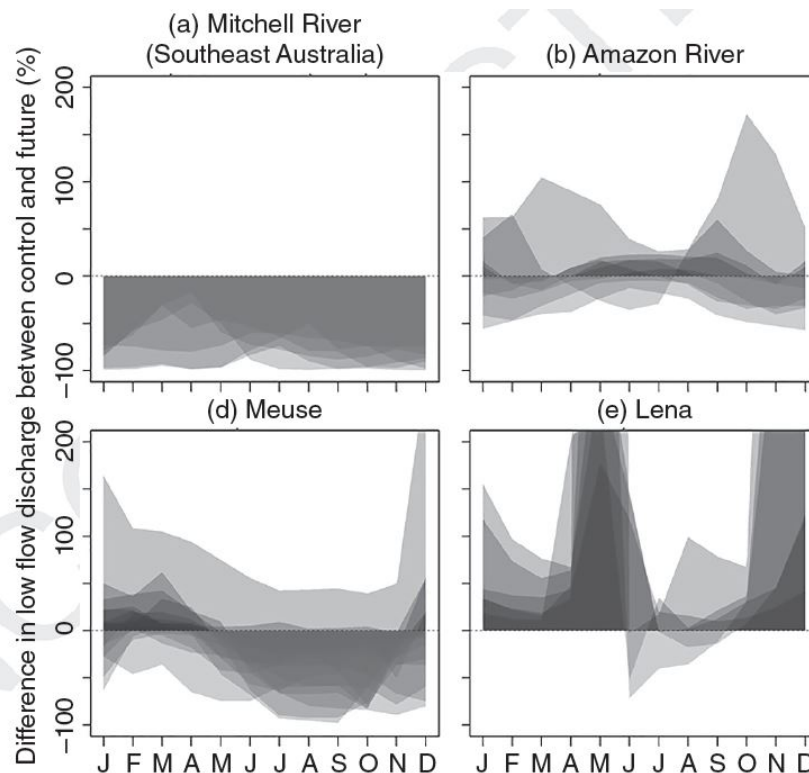 Difference in low flow discharge between control and future (%)
(a) Mitchell River
(Southeast Australia)
(b) Amazon River
200
100
0
−100
(d) Meuse
(e) Lena
200
100
0
−100
J F M A M J J A S O N D
J F M A M J J A S O N D